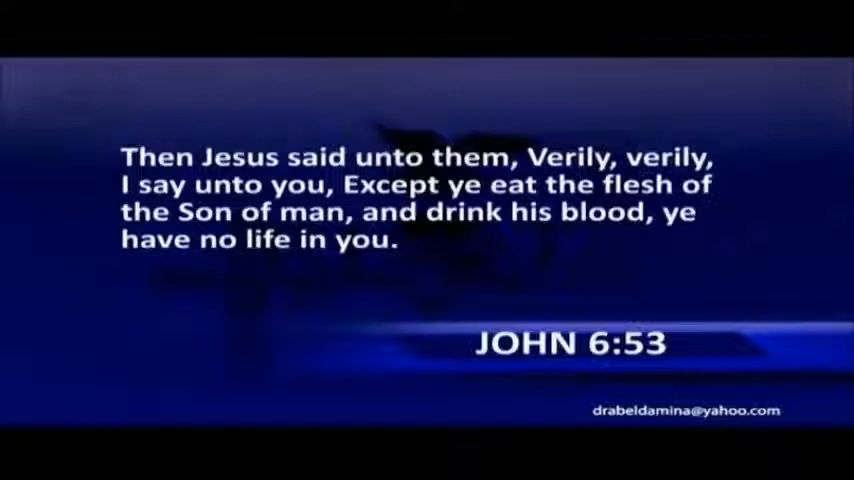 Then Jesus said unto them, Verily, verily,
I say unto you, Except ye eat the flesh of
the Son of man, and drink his blood, ye
have no life in you.
JOHN 6:53
drabeldamina@yahoo.com